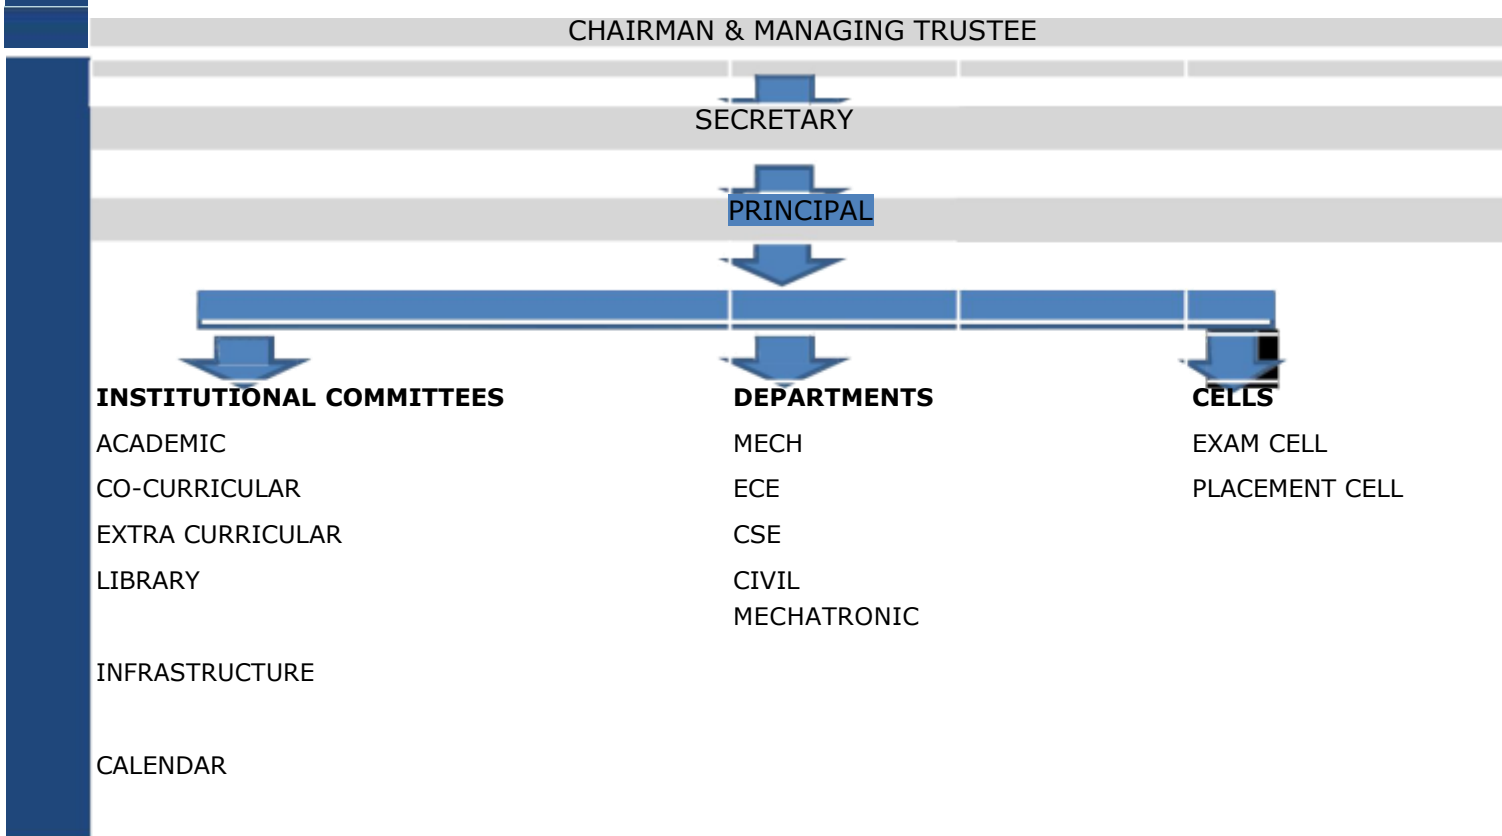 CHAIRMAN & MANAGING TRUSTEE
SECRETARY
PRINCIPAL
INSTITUTIONAL COMMITTEES
ACADEMIC
CO-CURRICULAR
EXTRA CURRICULAR
LIBRARY
INFRASTRUCTURE
CALENDAR
DEPARTMENTS
MECH
ECE
CSE
CIVIL
MECHATRONIC
CELLS
EXAM CELL
PLACEMENT CELL